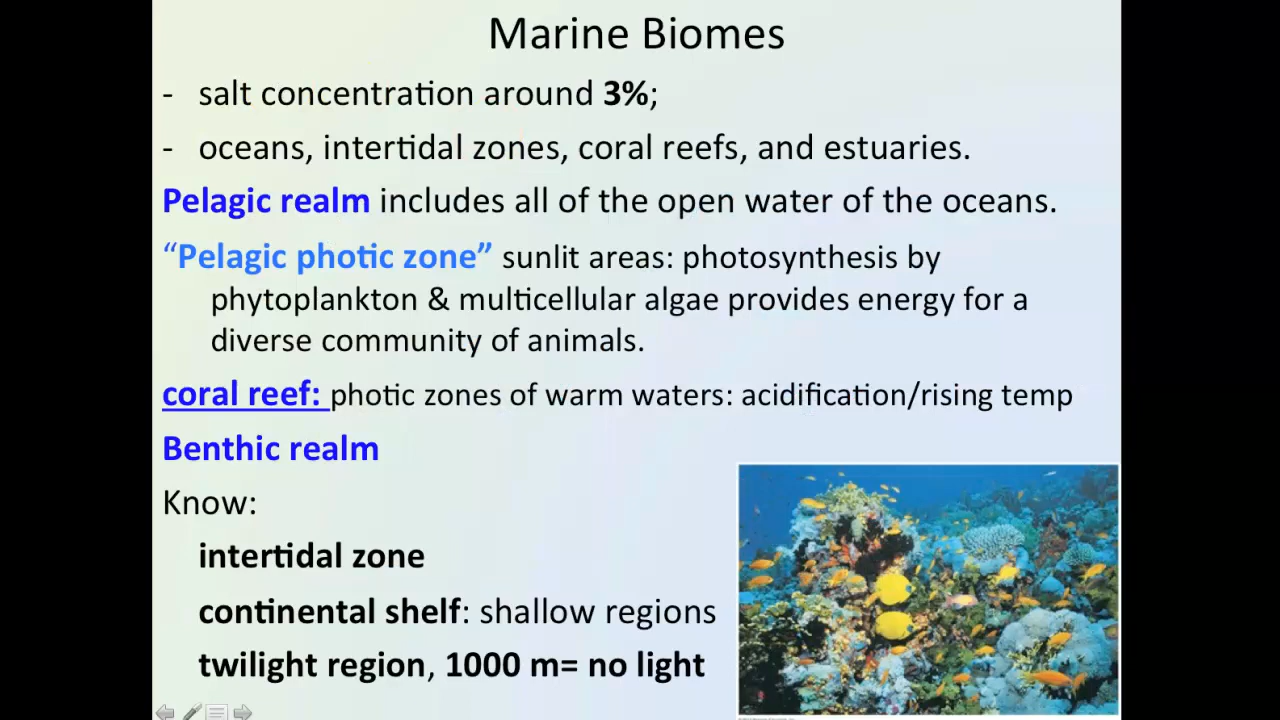 Marine Biomes
- salt concentration around 3%;
- oceans, intertidal zones, coral reefs, and estuaries.
Pelagic realm includes all of the open water of the oceans.
“Pelagic photic zone” sunlit areas: photosynthesis by
phytoplankton & multicellular algae provides energy for a
diverse community of animals.
coral reef: photic zones of warm waters: acidification/rising temp
Benthic realm
Know:
intertidal zone
continental shelf: shallow regions
twilight region, 1000 m= no light